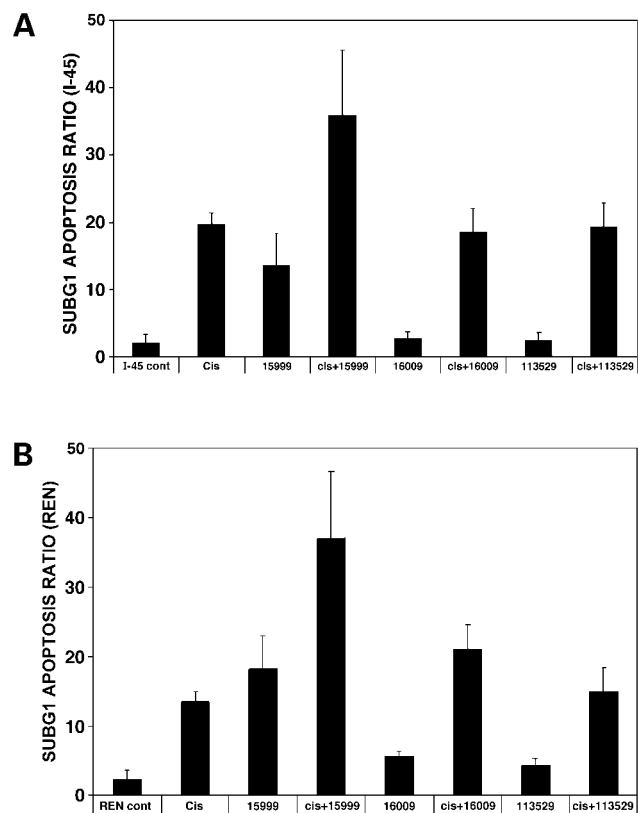 A
SUBG1 APOPTOSIS RATIO (I-45)
50
40
30
20
10
0
I-45 cont Cis 15999 cis+15999 16009 cis+16009 113529 cis+113529
B
SUBG1 APOPTOSIS RATIO (REN)
50
40
30
20
10
0
REN cont Cis 15999 cis+15999 16009 cis+16009 113529 cis+113529